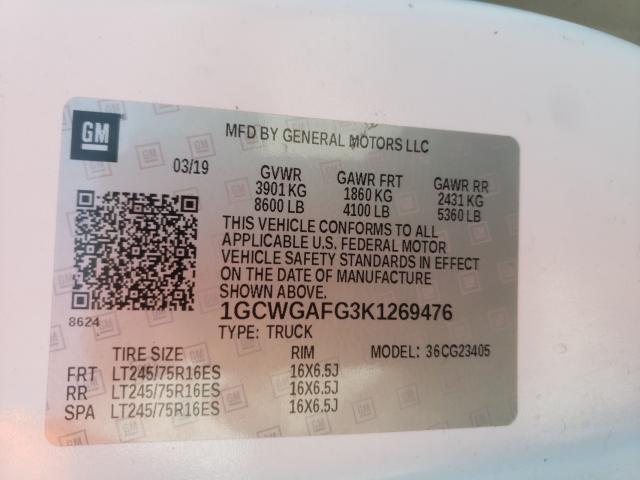 GM
MFD BY GENERAL MOTORS LLC
03/19 GVWR GAWR FRT GAWR RR
3901 KG 1860 KG 2431 KG
8600 LB 4100 LB 5360 LB
THIS VEHICLE CONFORMS TO ALL
APPLICABLE U.S. FEDERAL MOTOR
VEHICLE SAFETY STANDARDS IN EFFECT
ON THE DATE OF MANUFACTURE
SHOWN ABOVE.
8624 1GCWGAFG3K1269476
TYPE: TRUCK
TIRE SIZE RIM MODEL: 36CG23405
FRT LT245/75R16ES 16X6.5J
RR LT245/75R16ES 16X6.5J
SPA LT245/75R16ES 16X6.5J